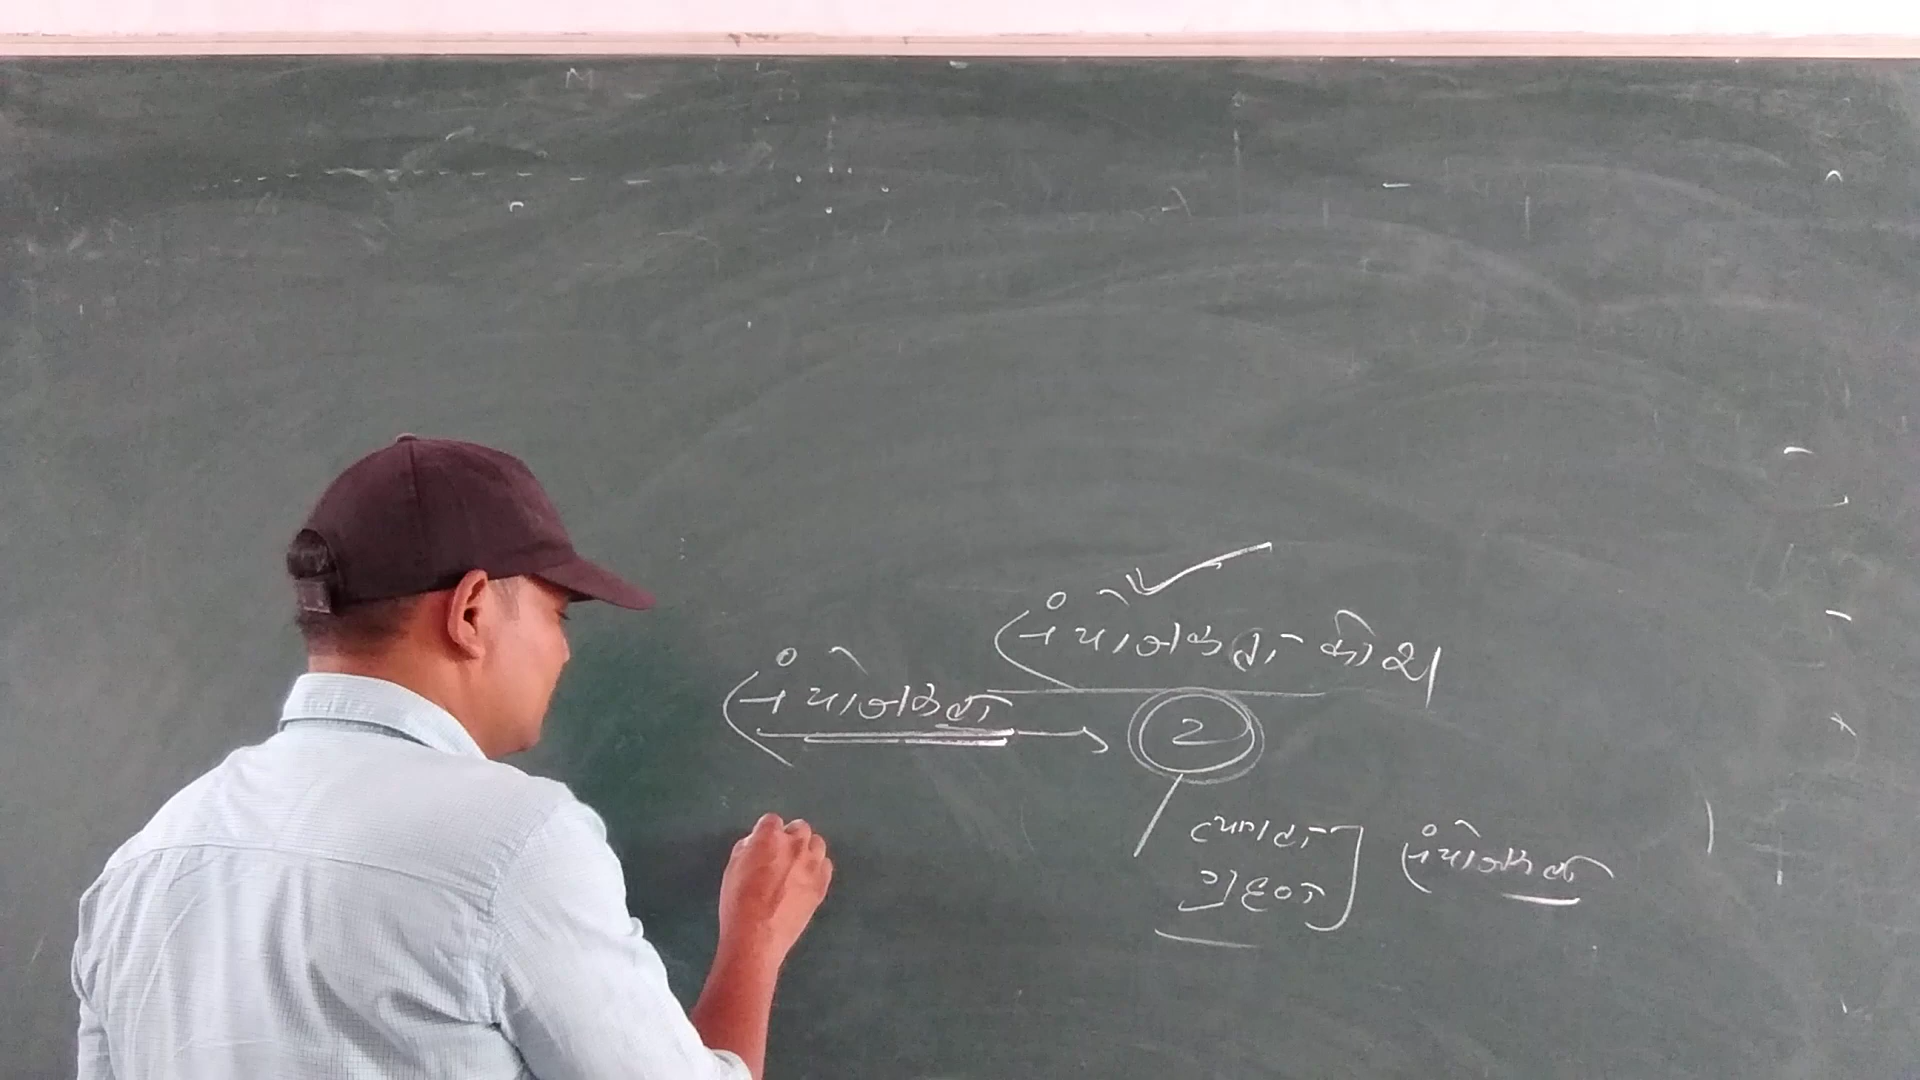 संयोजकता कोश
संयोजकता
2
त्यागता
ग्रहण
संयोजकता